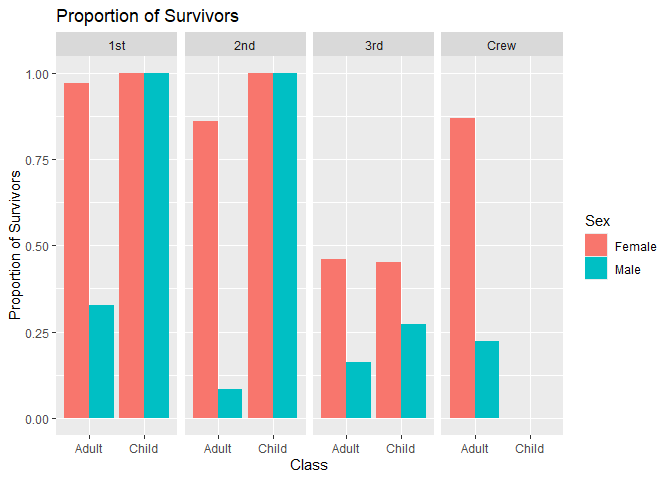 Proportion of Survivors
1st
2nd
3rd
Crew
1.00
0.75
0.50
0.25
0.00
Proportion of Survivors
Adult Child Adult Child Adult Child Adult Child
Class
Sex
Female
Male